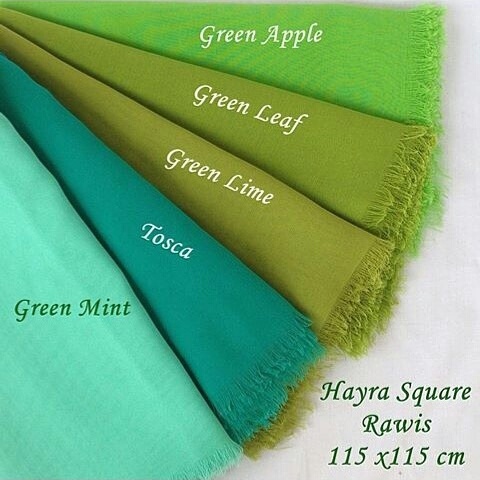 Green Apple
Green Leaf
Green Lime
Tosca
Green Mint
Hayra Square
Rawis
115 x115 cm